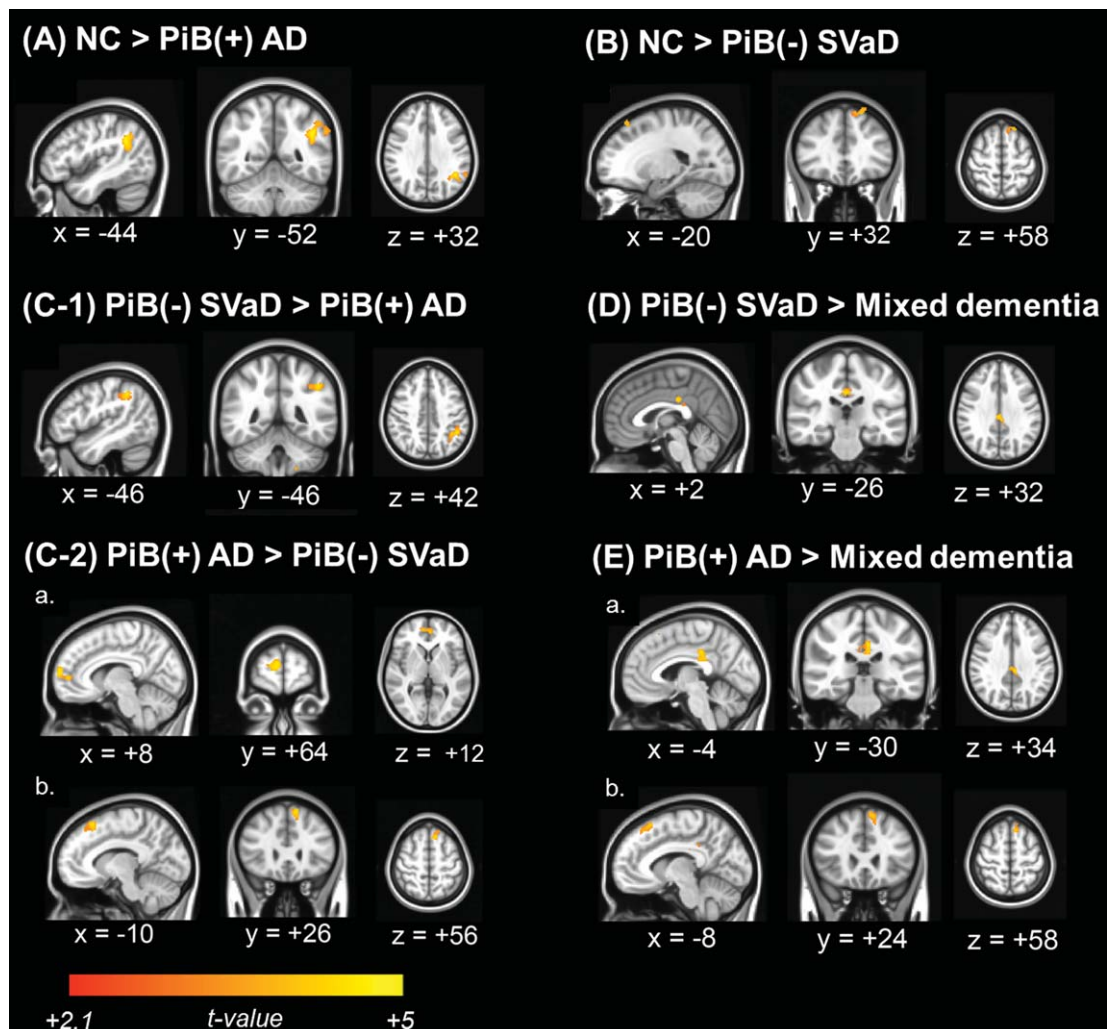 (A) NC > PiB(+) AD
x = -44
y = -52
z = +32
(B) NC > PiB(-) SVaD
x = -20
y = +32
z = +58
(C-1) PiB(-) SVaD > PiB(+) AD
x = -46
y = -46
z = +42
(D) PiB(-) SVaD > Mixed dementia
x = +2
y = -26
z = +32
(C-2) PiB(+) AD > PiB(-) SVaD
a.
x = +8
y = +64
z = +12
b.
x = -10
y = +26
z = +56
(E) PiB(+) AD > Mixed dementia
a.
x = -4
y = -30
z = +34
b.
x = -8
y = +24
z = +58
+2.1 t-value +5